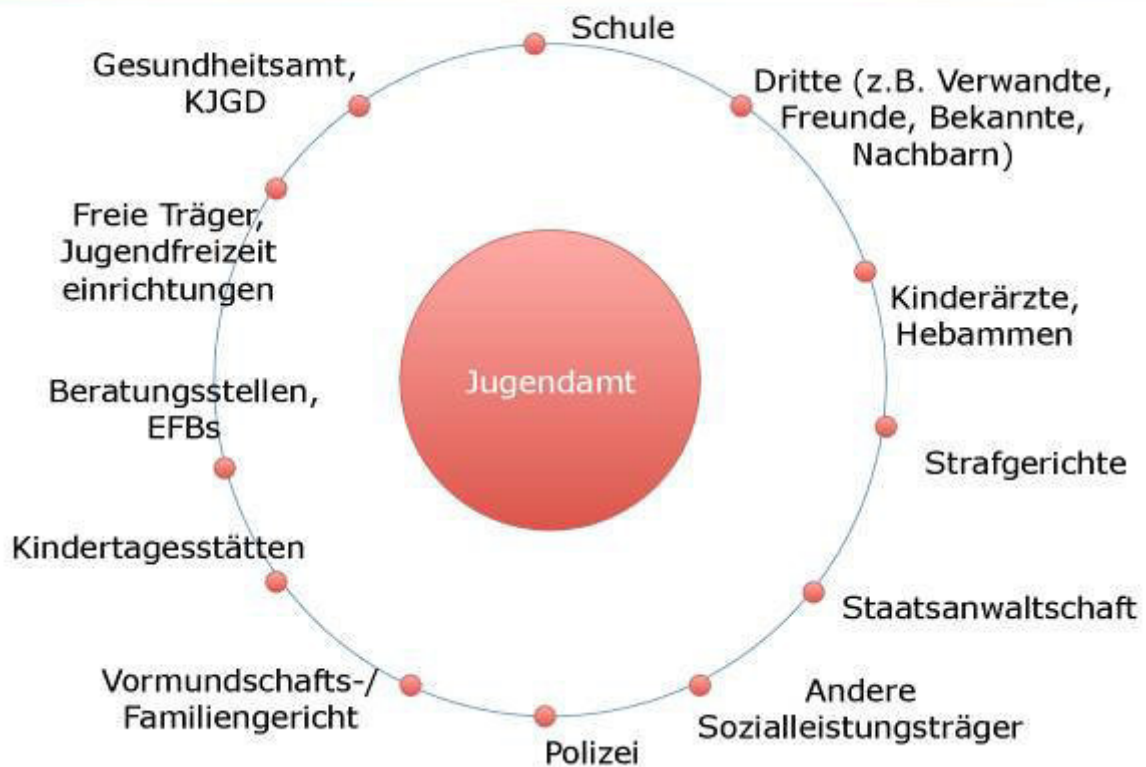 Schule
Dritte (z.B. Verwandte,
Freunde, Bekannte,
Nachbarn)
Kinderärzte,
Hebammen
Strafgerichte
Staatsanwaltschaft
Andere
Sozialleistungsträger
Polizei
Vormundschafts-/
Familiengericht
Kindertagesstätten
Beratungsstellen,
EFBs
Freie Träger,
Jugendfreizeit
einrichtungen
Gesundheitsamt,
KJGD
Jugendamt